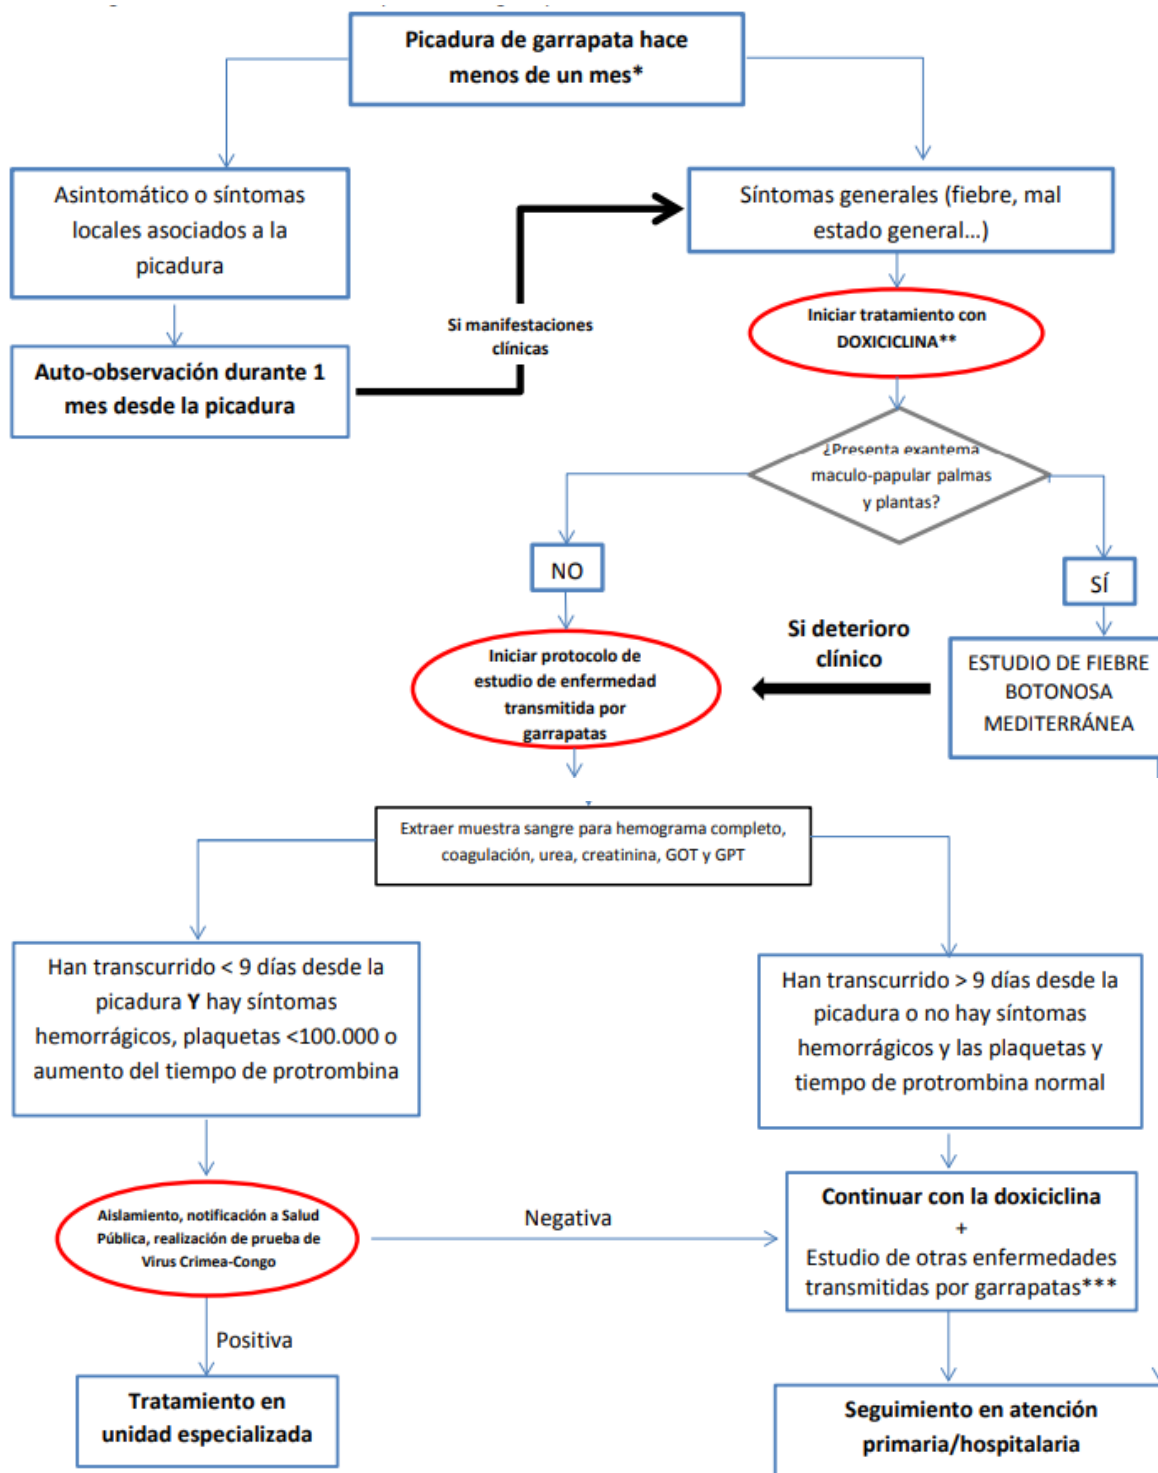 Picadura de garrapata hace
menos de un mes*
Asintomático o síntomas
locales asociados a la
picadura
Síntomas generales (fiebre, mal
estado general...)
Si manifestaciones
clínicas
Iniciar tratamiento con
DOXICICLINA**
Auto-observación durante 1
mes desde la picadura
¿Presenta exantema
maculo-papular palmas
y plantas?
NO
SÍ
Si deterioro
clínico
Iniciar protocolo de
estudio de enfermedad
transmitida por
garrapatas
ESTUDIO DE FIEBRE
BOTONOSA
MEDITERRÁNEA
Extraer muestra sangre para hemograma completo,
coagulación, urea, creatinina, GOT y GPT
Han transcurrido < 9 días desde la
picadura Y hay síntomas
hemorrágicos, plaquetas <100.000 o
aumento del tiempo de protrombina
Han transcurrido > 9 días desde la
picadura o no hay síntomas
hemorrágicos y las plaquetas y
tiempo de protrombina normal
Aislamiento, notificación a Salud
Pública, realización de prueba de
Virus Crimea-Congo
Negativa
Continuar con la doxiciclina
+
Estudio de otras enfermedades
transmitidas por garrapatas***
Positiva
Tratamiento en
unidad especializada
Seguimiento en atención
primaria/hospitalaria